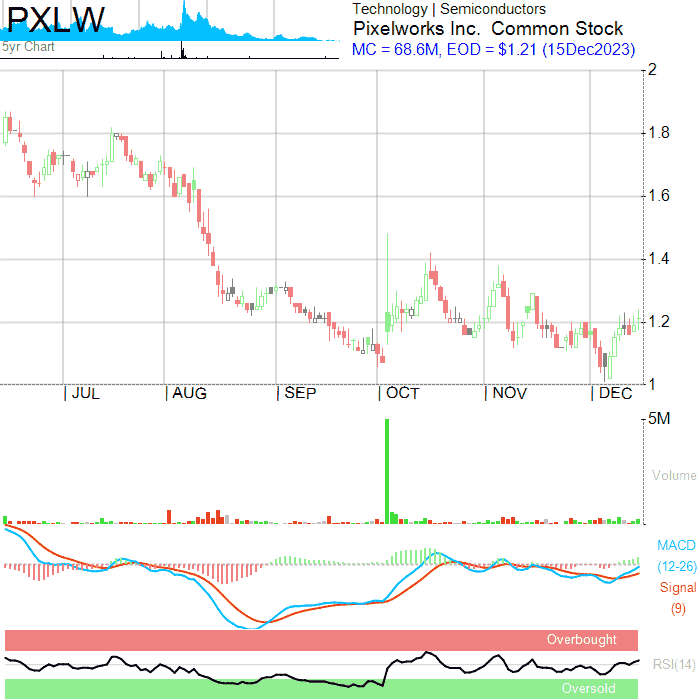 PXLW
5yr Chart
Technology | Semiconductors
Pixelworks Inc. Common Stock
MC = 68.6M, EOD = $1.21 (15Dec2023)
2
1.8
1.6
1.4
1.2
1
JUL AUG SEP OCT NOV DEC
5M
Volume
MACD
(12-26)
Signal
(9)
Overbought
RSI(14)
Oversold